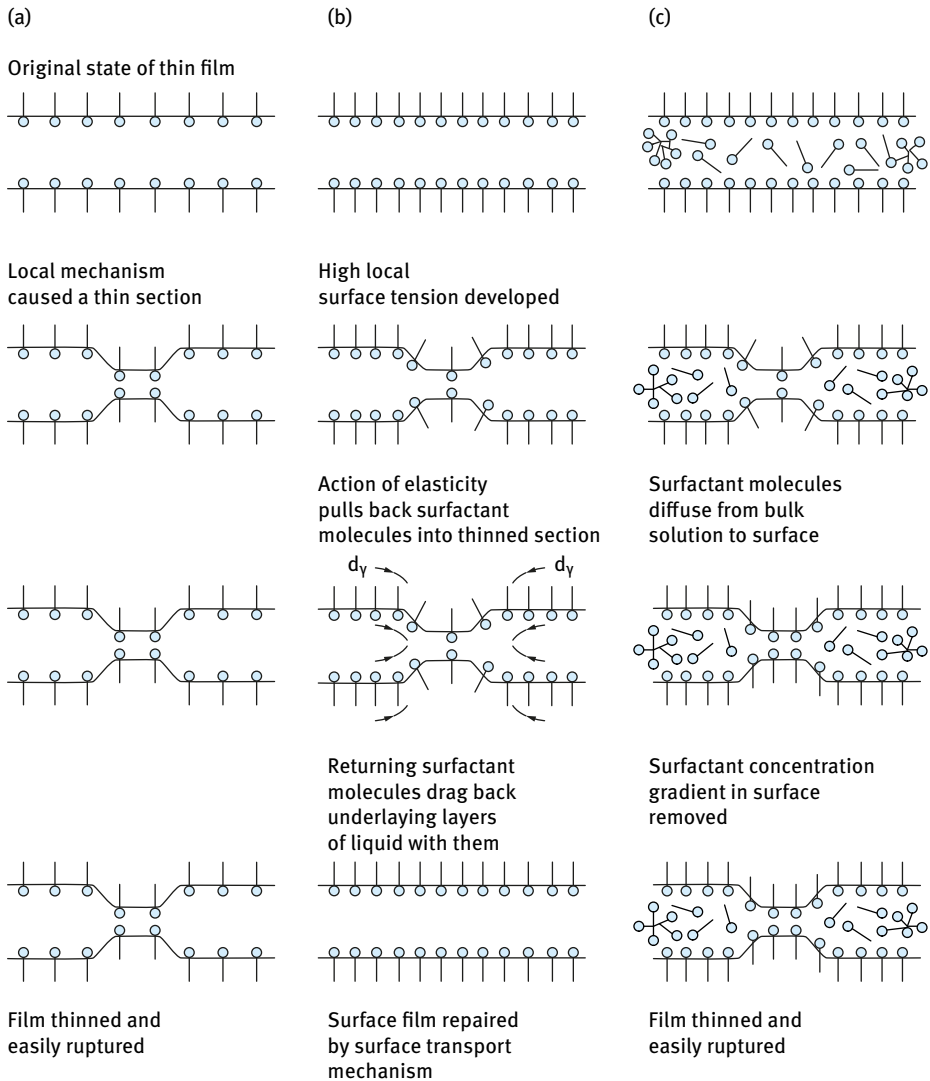 (a)
(b)
(c)
Original state of thin film
Local mechanism
caused a thin section
High local
surface tension developed
Action of elasticity
pulls back surfactant
molecules into thinned section
Surfactant molecules
diffuse from bulk
solution to surface
dγ
dγ
Returning surfactant
molecules drag back
underlaying layers
of liquid with them
Surfactant concentration
gradient in surface
removed
Film thinned and
easily ruptured
Surface film repaired
by surface transport
mechanism
Film thinned and
easily ruptured